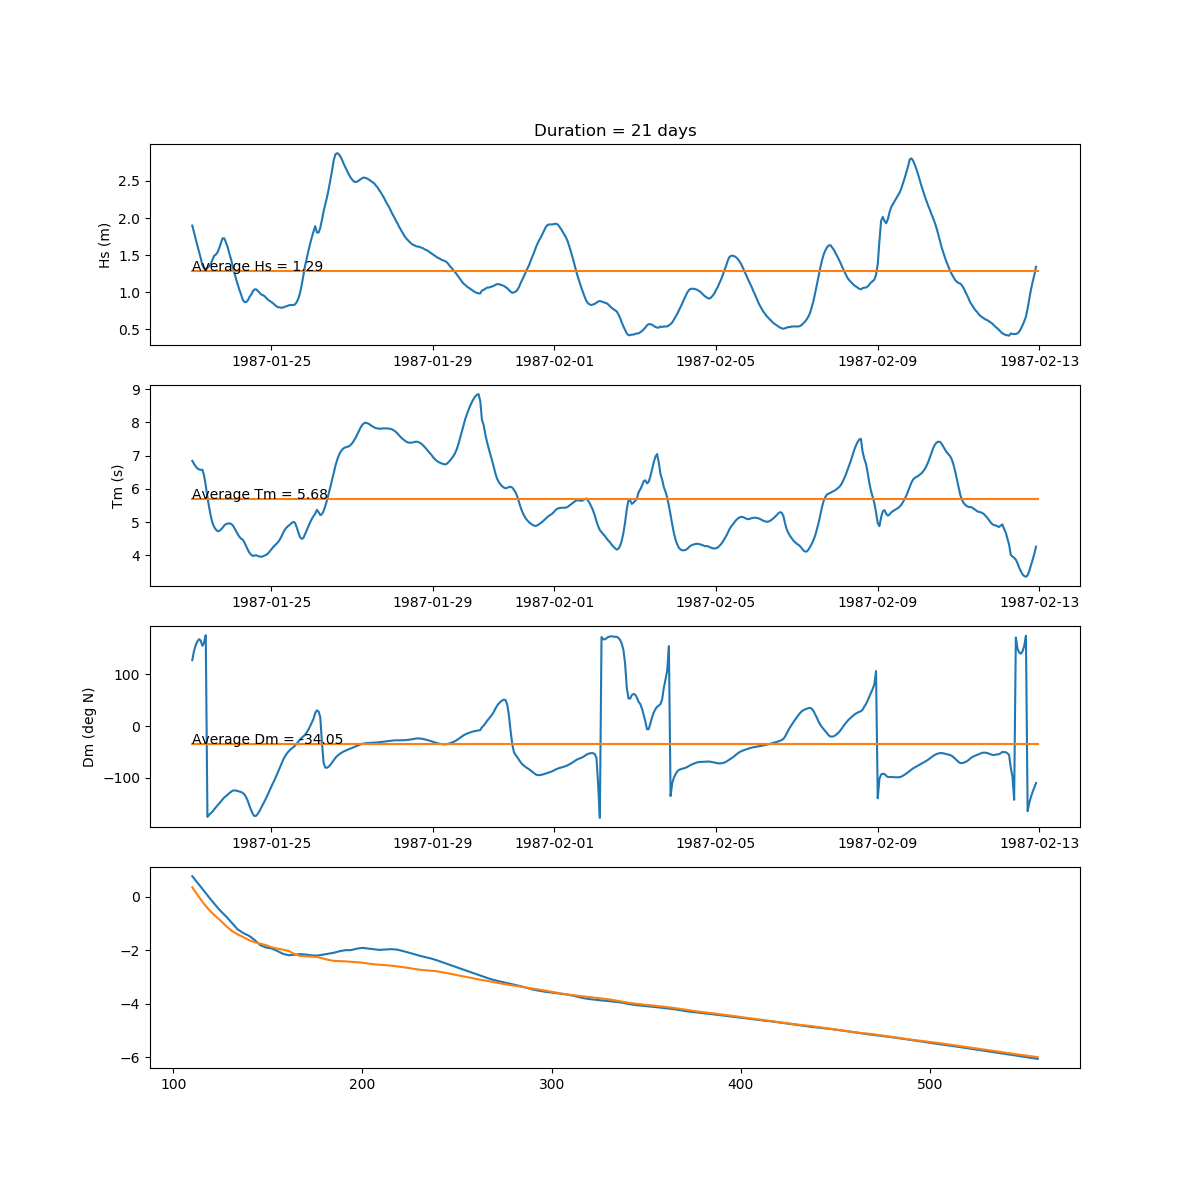 Duration = 21 days
Hs (m)
2.5
2.0
1.5
1.0
0.5
Average Hs = 1.29
1987-01-25 1987-01-29 1987-02-01 1987-02-05 1987-02-09 1987-02-13
Tm (s)
9
8
7
6
5
4
Average Tm = 5.68
1987-01-25 1987-01-29 1987-02-01 1987-02-05 1987-02-09 1987-02-13
Dm (deg N)
100
0
−100
Average Dm = -34.05
1987-01-25 1987-01-29 1987-02-01 1987-02-05 1987-02-09 1987-02-13
0
−2
−4
−6
100 200 300 400 500